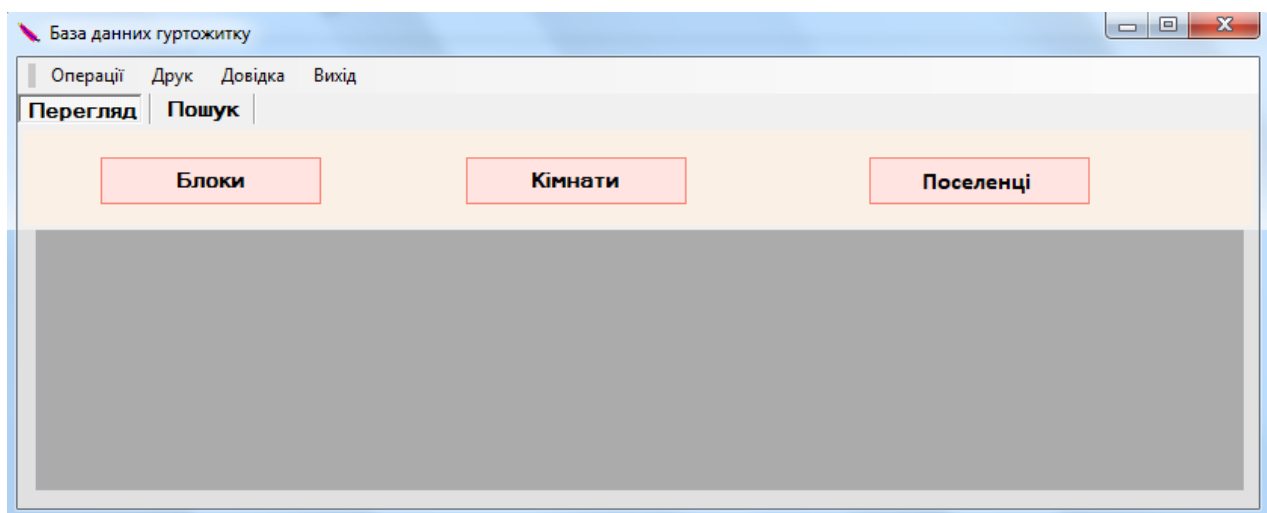 База данних гуртожитку
Операції Друк Довідка Вихід
Перегляд Пошук
Блоки Кімнати Поселенці